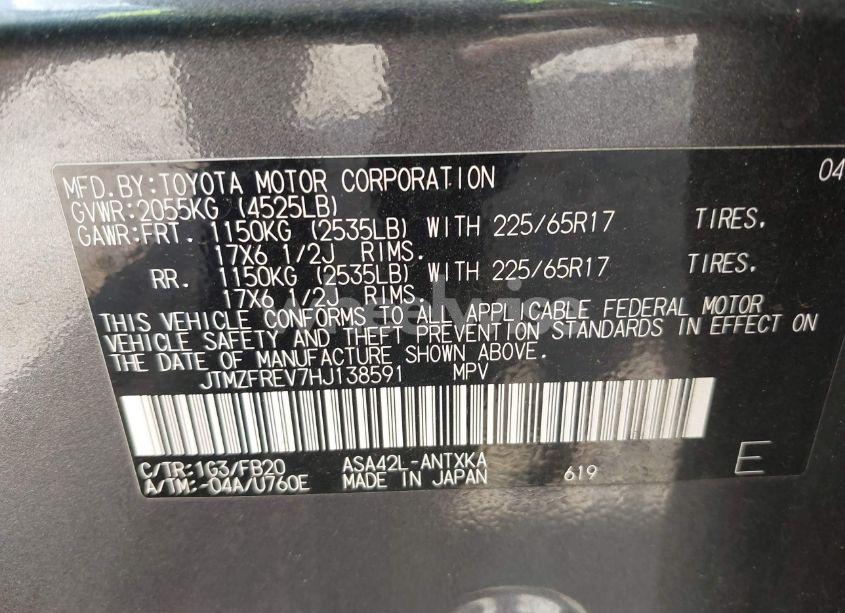 MFD.BY:TOYOTA MOTOR CORPORATION 04
GVWR:2055KG (4525LB)
GAWR:FRT. 1150KG (2535LB) WITH 225/65R17 TIRES.
17X6 1/2J RIMS.
RR. 1150KG (2535LB) WITH 225/65R17 TIRES.
17X6 1/2J RIMS.
THIS VEHICLE CONFORMS TO ALL APPLICABLE FEDERAL MOTOR
VEHICLE SAFETY AND THEFT PREVENTION STANDARDS IN EFFECT ON
THE DATE OF MANUFACTURE SHOWN ABOVE.
JTMZFREV7HJ138591 MPV
C/TR:1G3/FB20 ASA42L-ANTXKA
A/TM:-04A/U760E MADE IN JAPAN 619 E